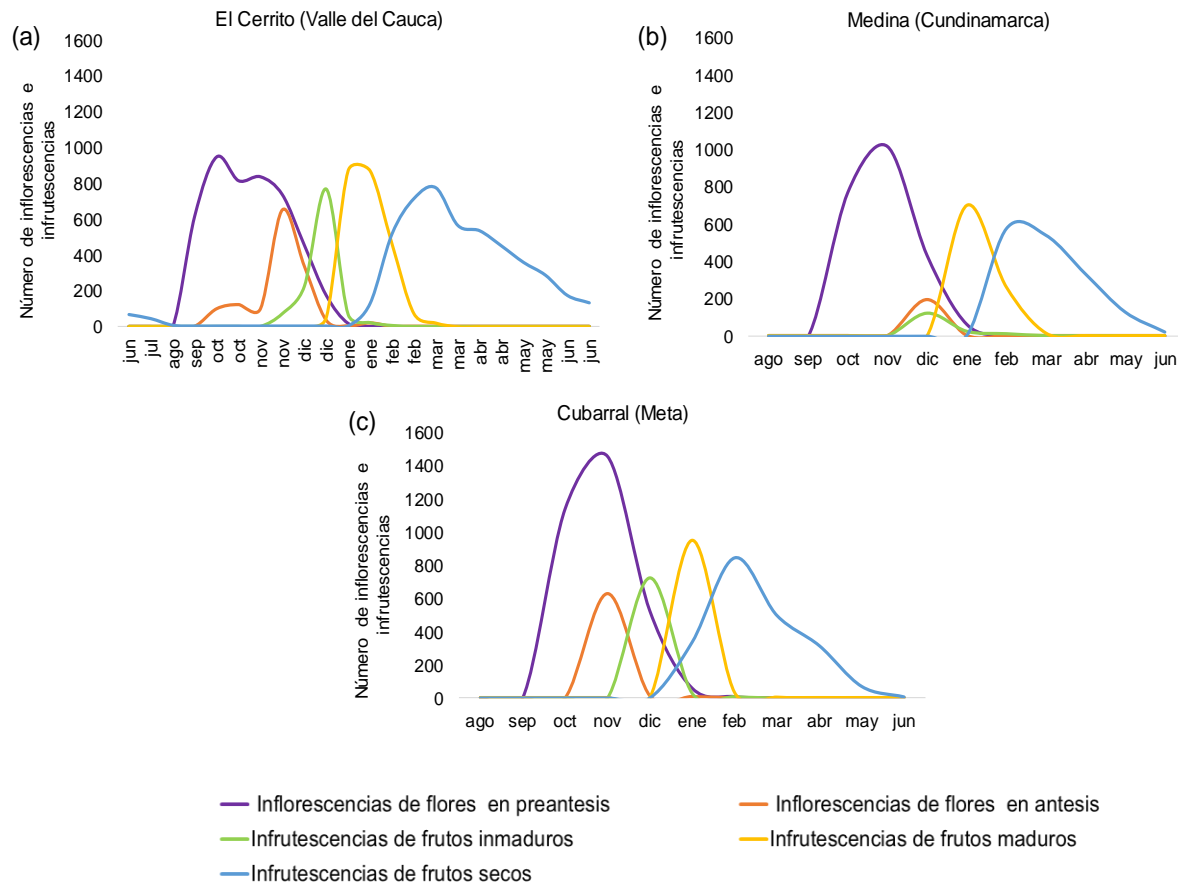 El Cerrito (Valle del Cauca)
(a)
Número de inflorescencias e
infrutescencias
1600
1400
1200
1000
800
600
400
200
0
jun jul ago sep oct oct nov nov dic dic ene ene feb feb mar mar abr abr may may jun jun
Medina (Cundinamarca)
(b)
Número de inflorescencias e
infrutescencias
1600
1400
1200
1000
800
600
400
200
0
ago sep oct nov dic ene feb mar abr may jun
Cubarral (Meta)
(c)
Número de inflorescencias e
infrutescencias
1600
1400
1200
1000
800
600
400
200
0
ago sep oct nov dic ene feb mar abr may jun
Inflorescencias de flores en preantesis
Inflorescencias de flores en antesis
Infrutescencias de frutos inmaduros
Infrutescencias de frutos maduros
Infrutescencias de frutos secos